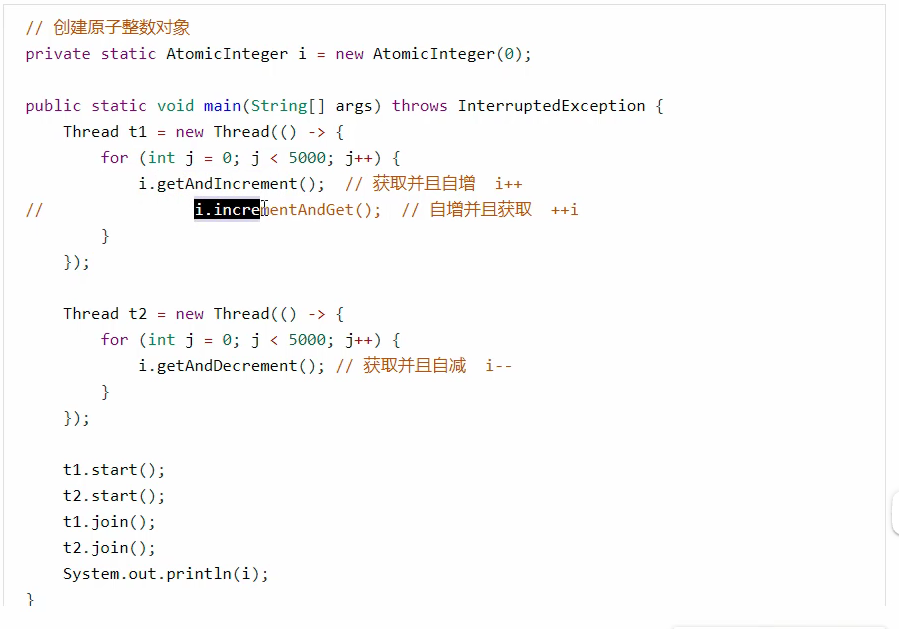 // 创建原子整数对象
private static AtomicInteger i = new AtomicInteger(0);
public static void main(String[] args) throws InterruptedException {
Thread t1 = new Thread(() -> {
for (int j = 0; j < 5000; j++) {
i.getAndIncrement();  // 获取并且自增  i++
//                i.incrementAndGet();  // 自增并且获取  ++i
}
});
Thread t2 = new Thread(() -> {
for (int j = 0; j < 5000; j++) {
i.getAndDecrement(); // 获取并且自减  i--
}
});
t1.start();
t2.start();
t1.join();
t2.join();
System.out.println(i);
}